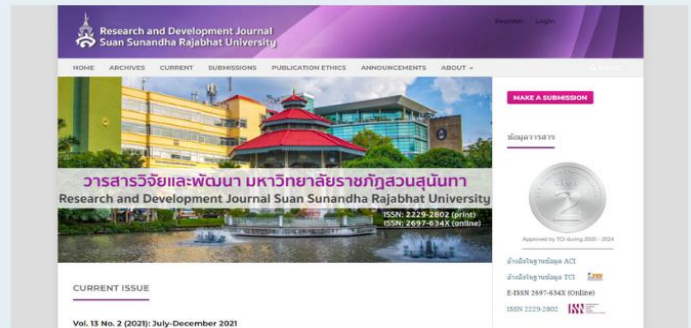 Research and Development Journal
Suan Sunandha Rajabhat University
Register Login
HOME ARCHIVES CURRENT SUBMISSIONS PUBLICATION ETHICS ANNOUNCEMENTS ABOUT
วารสารวิจัยและพัฒนา มหาวิทยาลัยราชภัฏสวนสุนันทา
Research and Development Journal Suan Sunandha Rajabhat University
ISSN: 2229-2802 (print)
ISSN: 2697-634X (online)
CURRENT ISSUE
Vol. 13 No. 2 (2021): July-December 2021
MAKE A SUBMISSION
ข้อมูลวารสาร
2
Approved by TCI during 2020 - 2024
อ้างอิงในฐานข้อมูล ACI
อ้างอิงในฐานข้อมูล TCI
E-ISSN 2697-634X (Online)
ISSN 2229-2802 ISSN